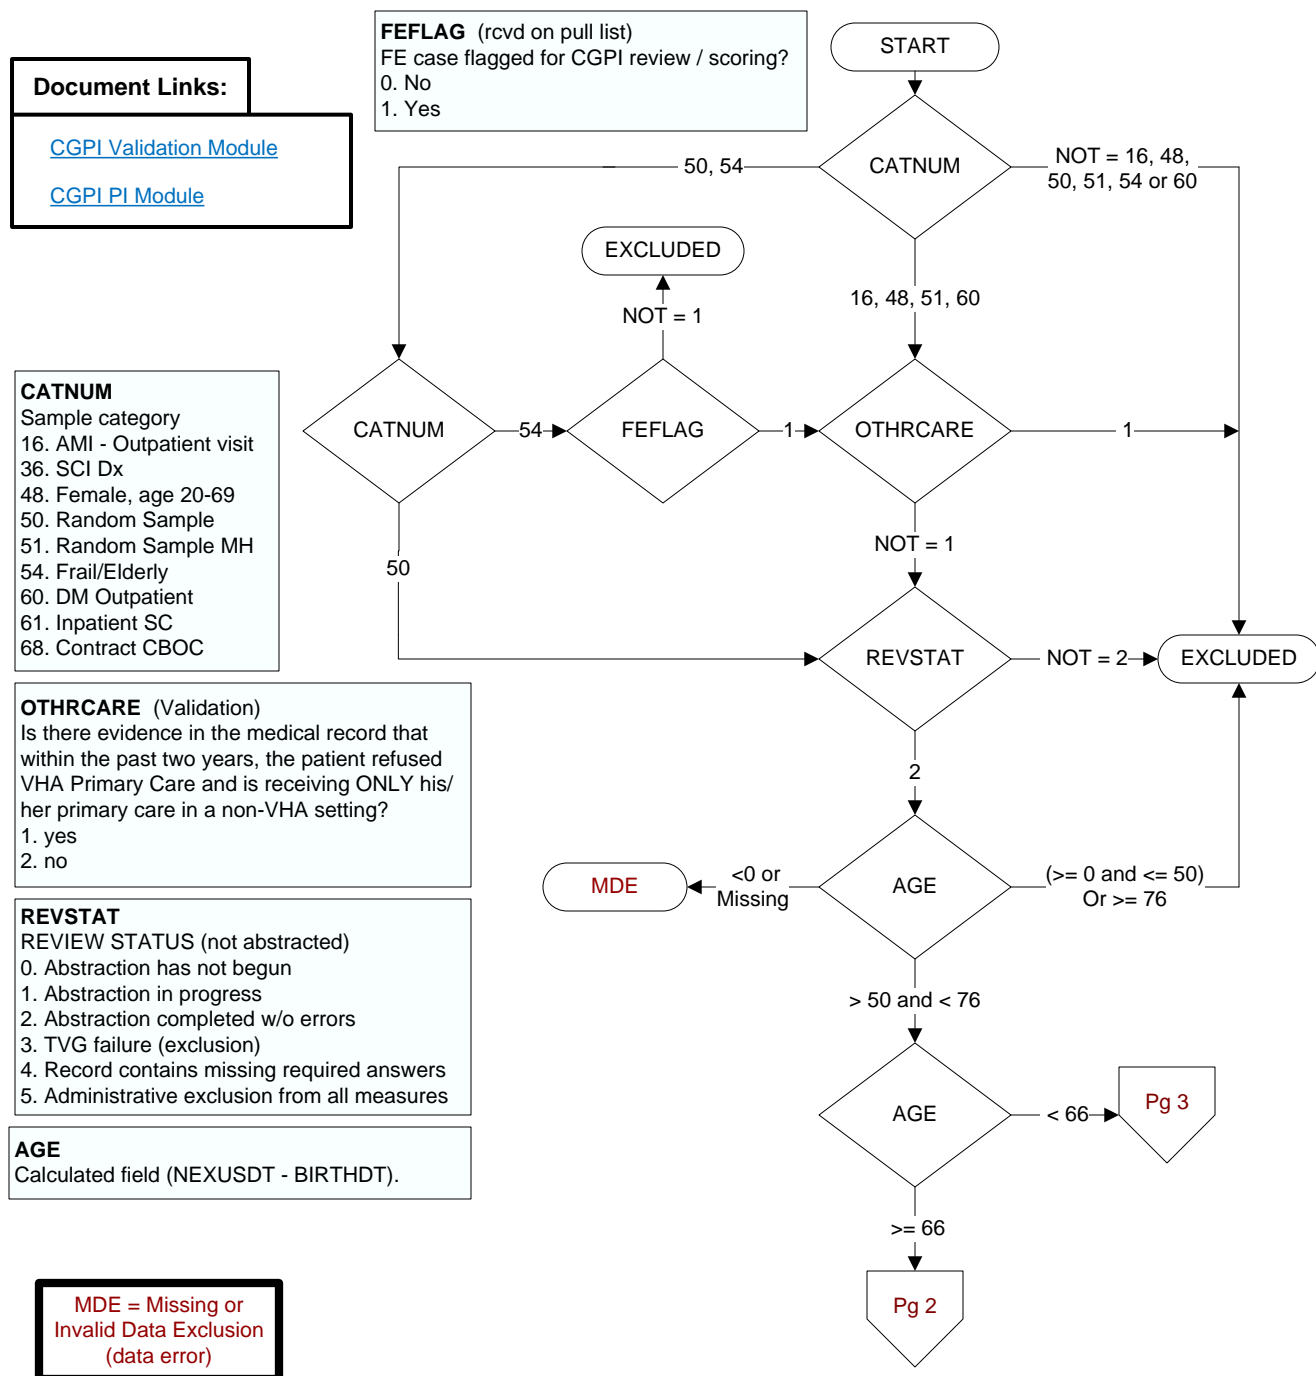 FEFLAG (rcvd on pull list)
FE case flagged for CGPI review / scoring?
0. No
1. Yes
START
Document Links:
CGPI Validation Module
CGPI PI Module
50, 54
CATNUM
NOT = 16, 48,
50, 51, 54 or 60
EXCLUDED
16, 48, 51, 60
NOT = 1
CATNUM
Sample category
16. AMI - Outpatient visit
36. SCI Dx
48. Female, age 20-69
50. Random Sample
51. Random Sample MH
54. Frail/Elderly
60. DM Outpatient
61. Inpatient SC
68. Contract CBOC
CATNUM
54
FEFLAG
1
OTHRCARE
1
NOT = 1
50
REVSTAT
NOT = 2
EXCLUDED
OTHRCARE (Validation)
Is there evidence in the medical record that
within the past two years, the patient refused
VHA Primary Care and is receiving ONLY his/
her primary care in a non-VHA setting?
1. yes
2. no
2
MDE
<0 or
Missing
AGE
(>= 0 and <= 50)
Or >= 76
REVSTAT
REVIEW STATUS (not abstracted)
0. Abstraction has not begun
1. Abstraction in progress
2. Abstraction completed w/o errors
3. TVG failure (exclusion)
4. Record contains missing required answers
5. Administrative exclusion from all measures
> 50 and < 76
AGE
< 66
Pg 3
AGE
Calculated field (NEXUSDT - BIRTHDT).
>= 66
Pg 2
MDE = Missing or
Invalid Data Exclusion
(data error)